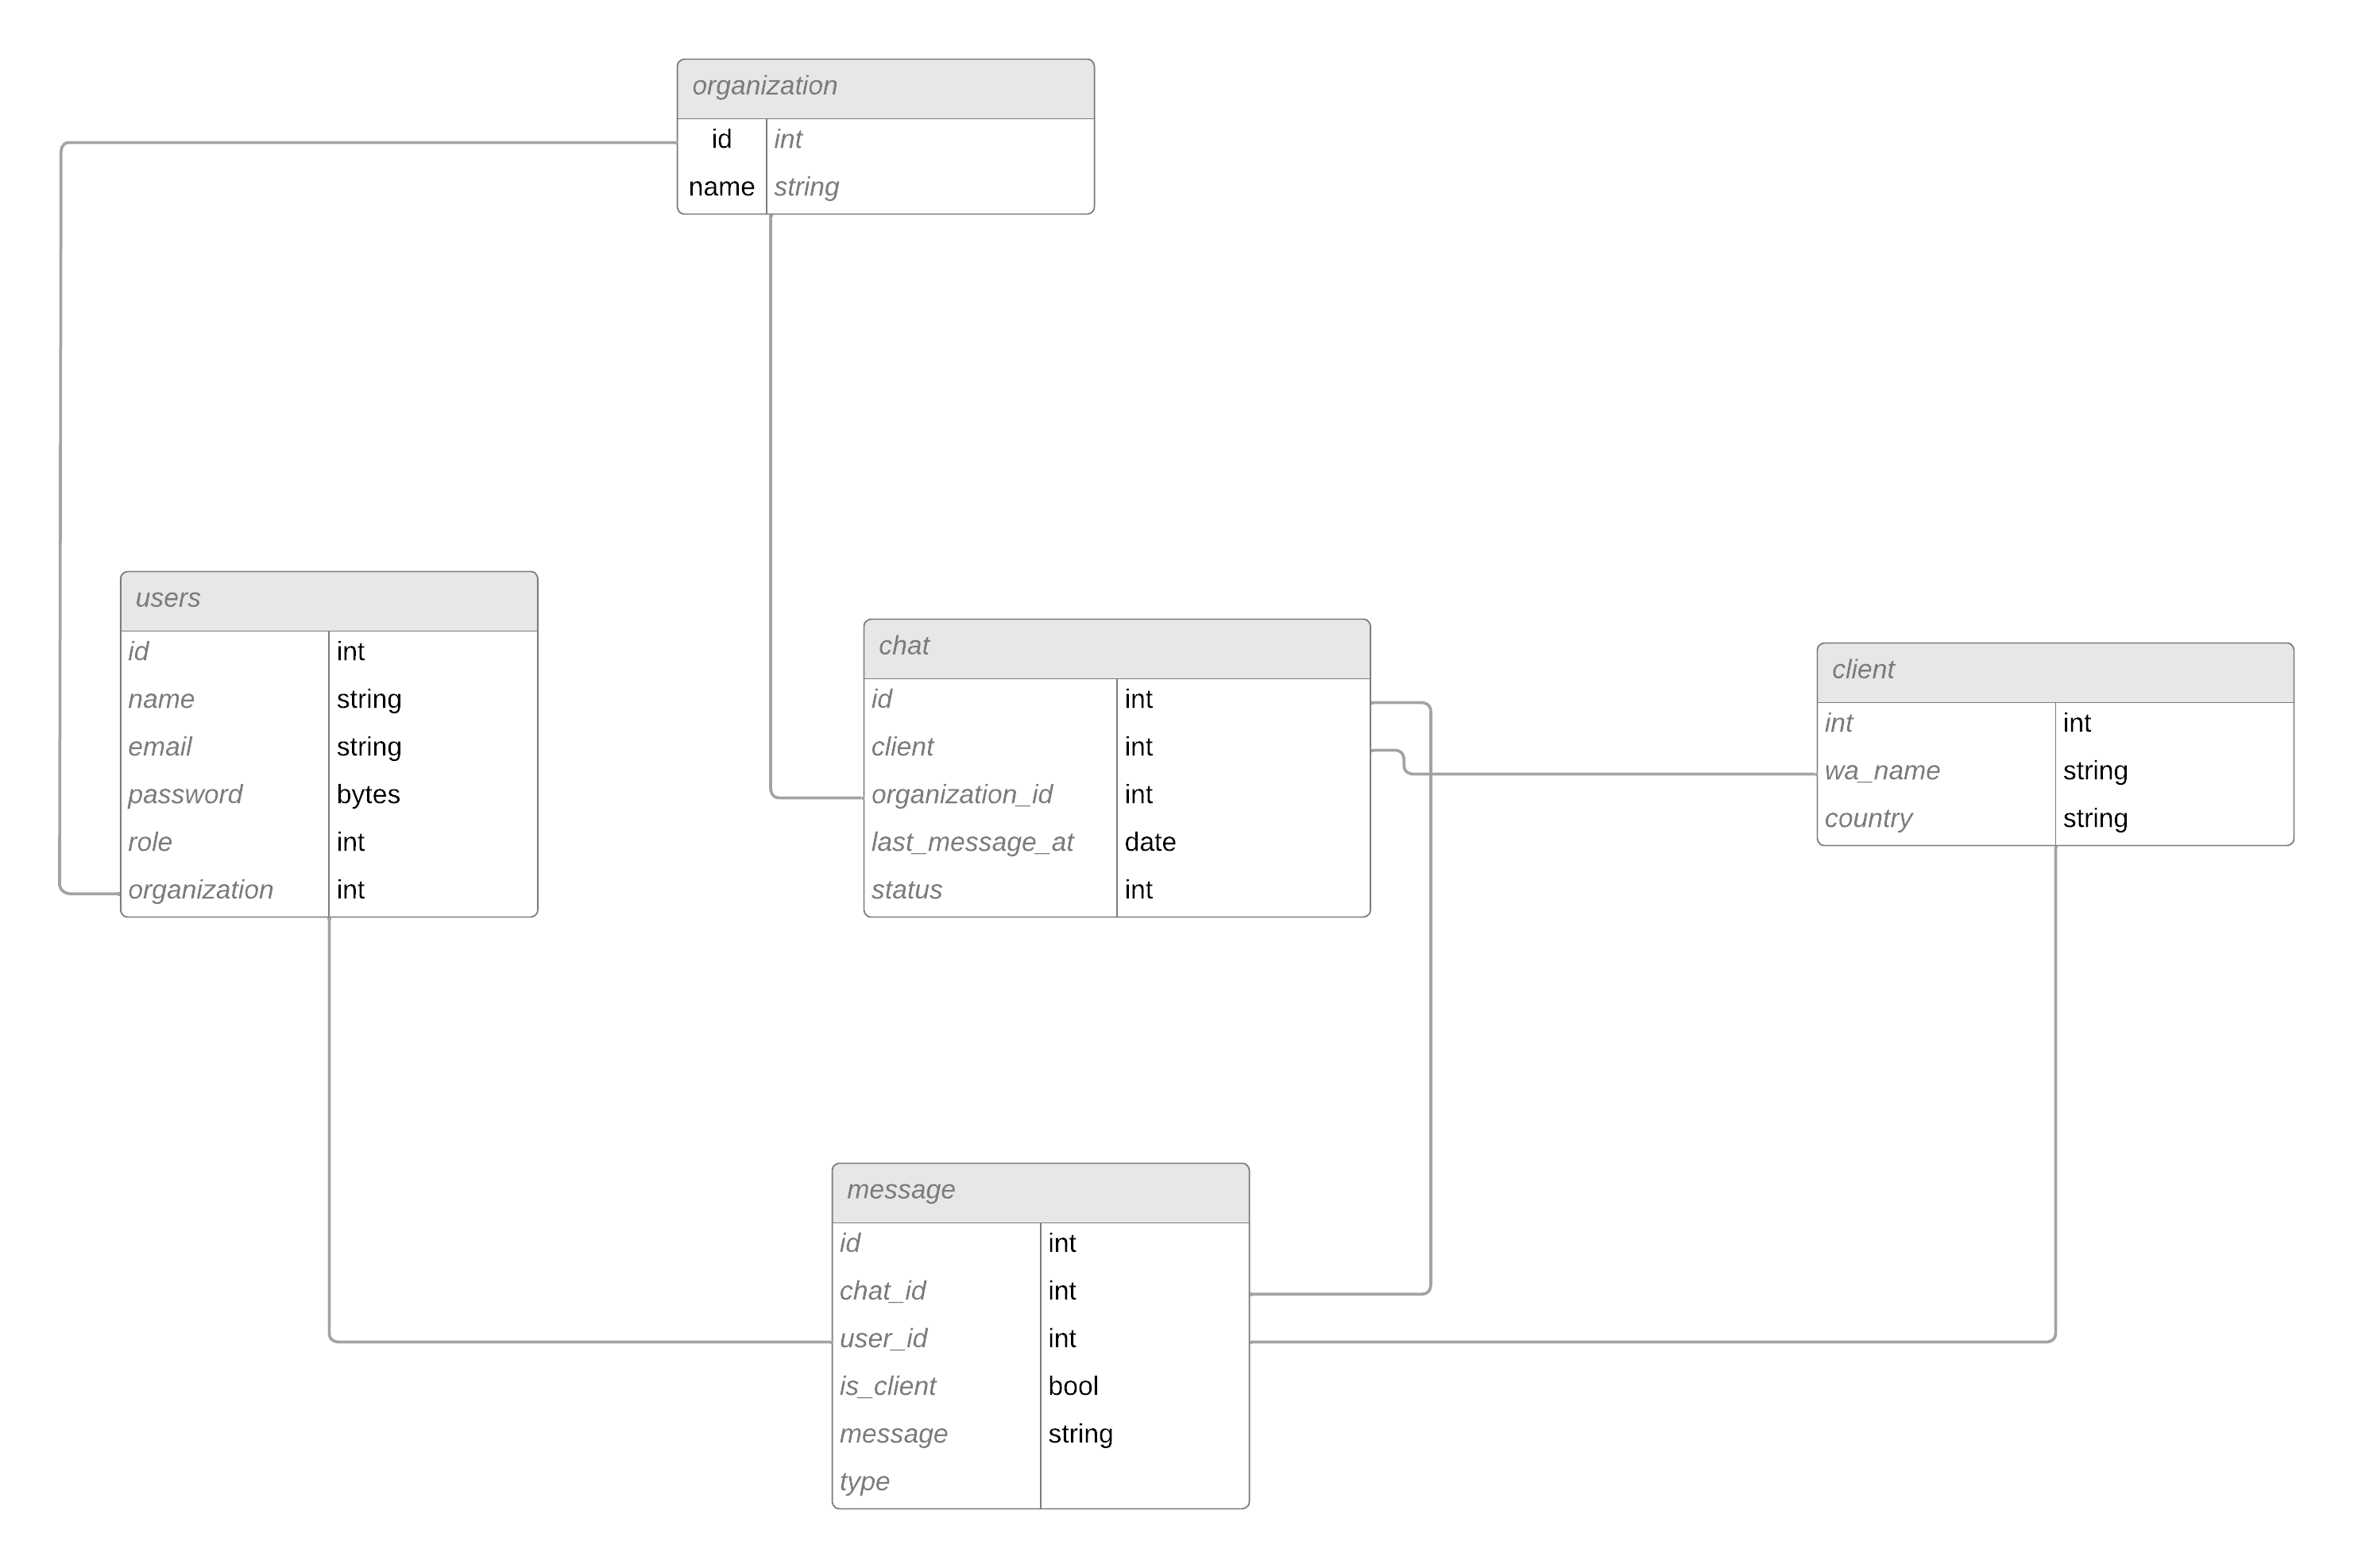 organization
id int
name string
users
id int
name string
email string
password bytes
role int
organization int
chat
id int
client int
organization_id int
last_message_at date
status int
client
int int
wa_name string
country string
message
id int
chat_id int
user_id int
is_client bool
message string
type